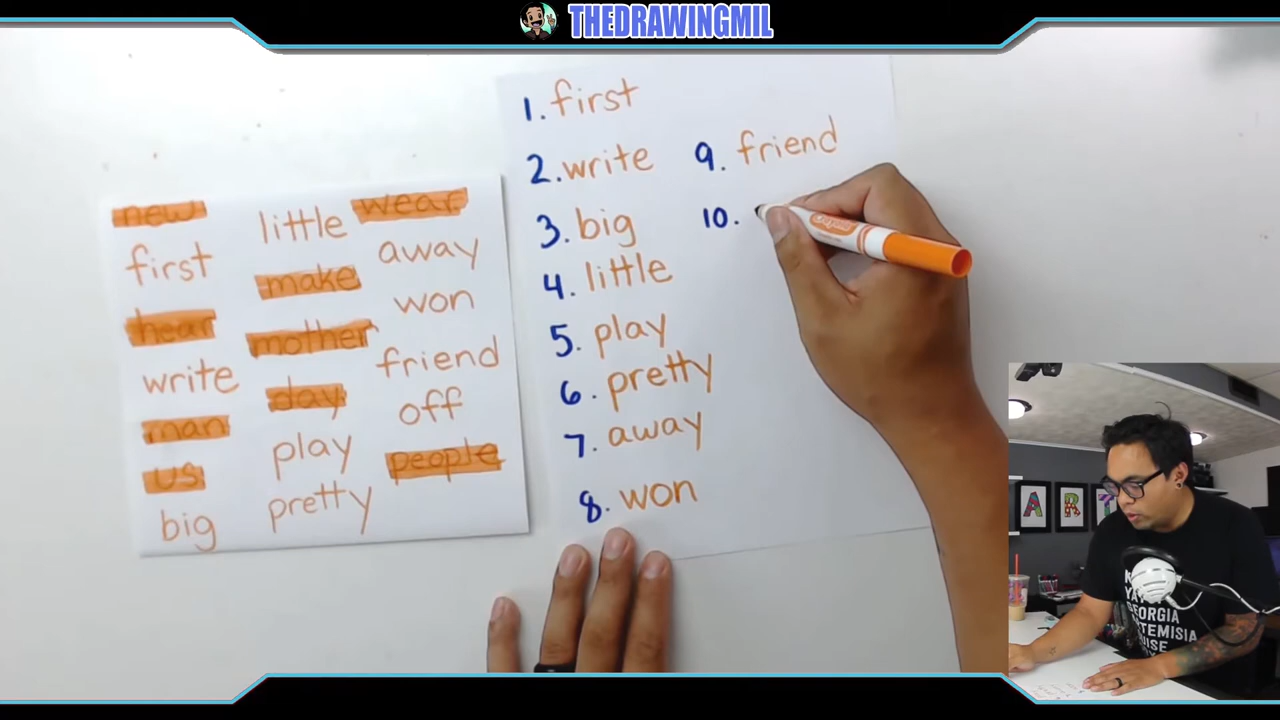 THEDRAWINGMIL
new
first
hear
write
man
us
big
little
make
mother
day
play
pretty
wear
away
won
friend
off
people
1. first
2. write
3. big
4. little
5. play
6. pretty
7. away
8. won
9. friend
10.
ART
GEORGIA